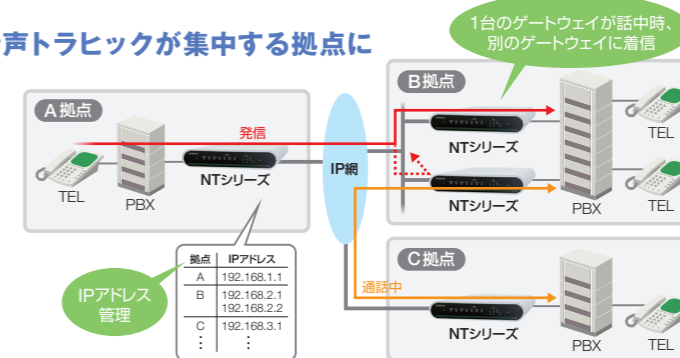 声トラヒックが集中する拠点に
1台のゲートウェイが話中時、
別のゲートウェイに着信
A拠点
発信
TEL
PBX
NTシリーズ
IP網
B拠点
NTシリーズ
NTシリーズ
PBX
TEL
TEL
拠点 IPアドレス
A 192.168.1.1
B 192.168.2.1
192.168.2.2
C 192.168.3.1
⋮ ⋮
IPアドレス
管理
通話中
C拠点
NTシリーズ
PBX
TEL